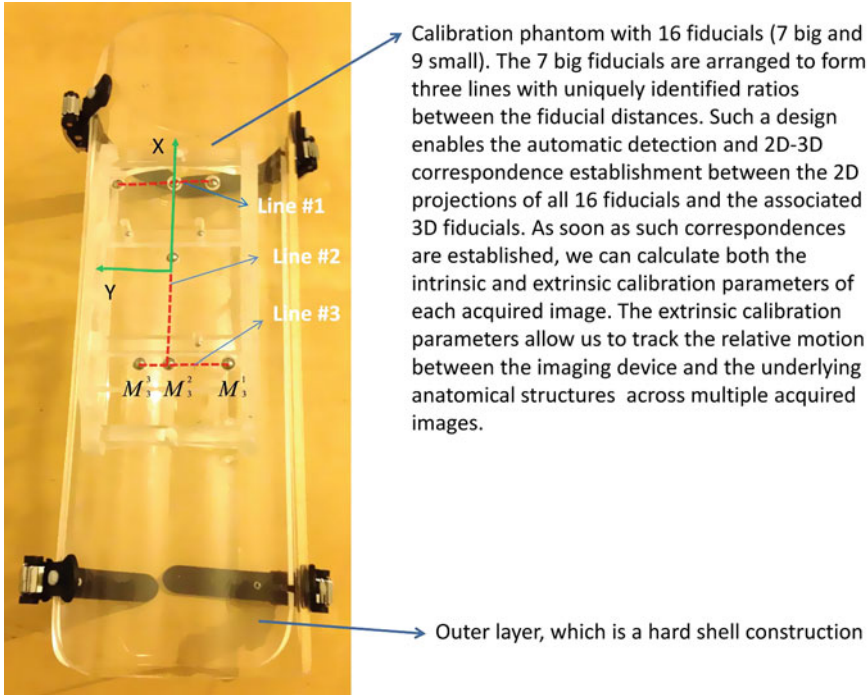 Calibration phantom with 16 fiducials (7 big and
9 small). The 7 big fiducials are arranged to form
three lines with uniquely identified ratios
between the fiducial distances. Such a design
enables the automatic detection and 2D-3D
correspondence establishment between the 2D
projections of all 16 fiducials and the associated
3D fiducials. As soon as such correspondences
are established, we can calculate both the
intrinsic and extrinsic calibration parameters of
each acquired image. The extrinsic calibration
parameters allow us to track the relative motion
between the imaging device and the underlying
anatomical structures across multiple acquired
images.
X
Line #1
Line #2
Y
Line #3
M₃³ M₃² M₃¹
Outer layer, which is a hard shell construction